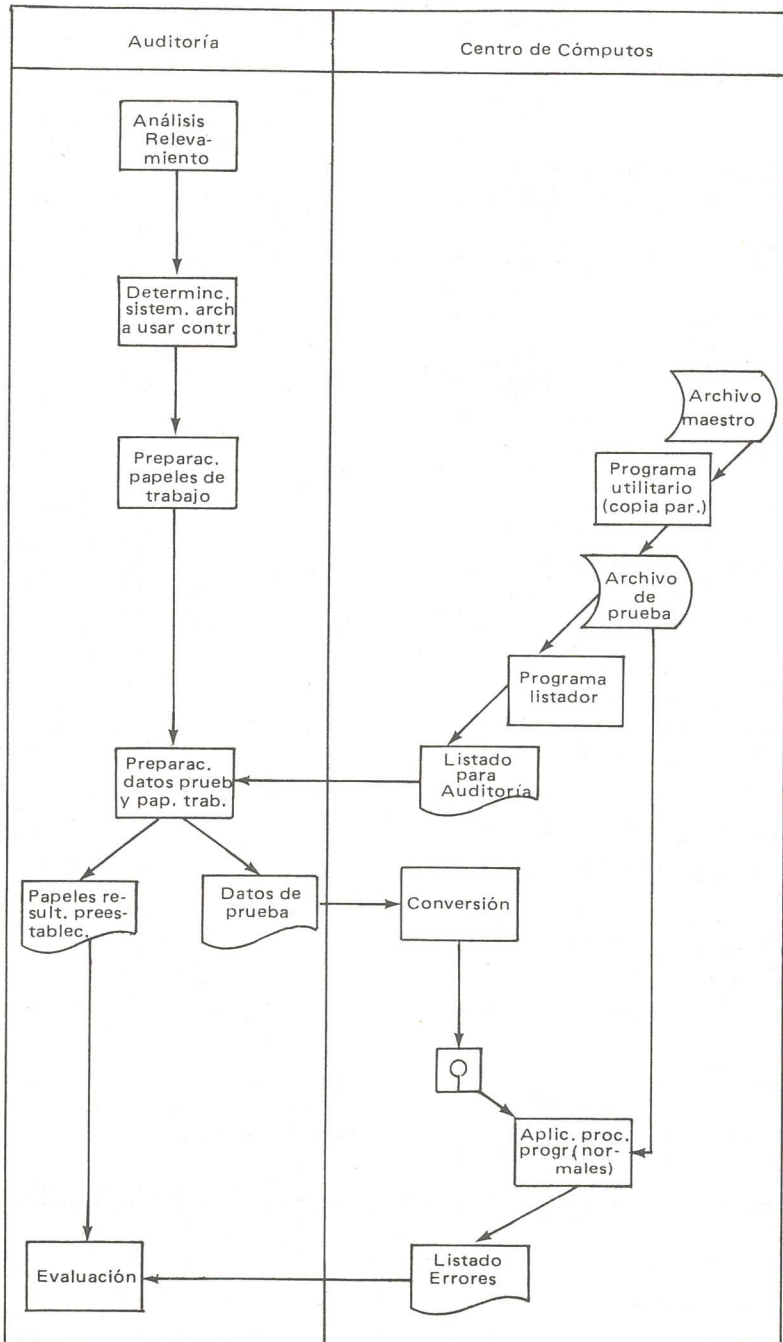 Auditoría
Centro de Cómputos
Análisis
Releva-
miento
Determinc.
sistem. arch
a usar contr.
Archivo
maestro
Preparac.
papeles de
trabajo
Programa
utilitario
(copia par.)
Archivo
de
prueba
Programa
listador
Preparac.
datos prueb
y pap. trab.
Listado
para
Auditoría
Papeles re-
sult. prees-
tablec.
Datos de
prueba
Conversión
Aplic. proc.
progr.(nor-
males)
Evaluación
Listado
Errores